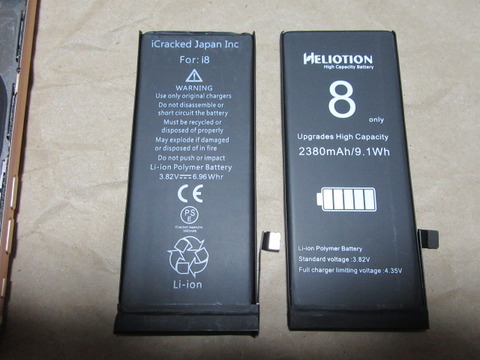 iCracked Japan Inc
For: i8
WARNING
Use only original chargers
Do not disassemble or
short circuit the battery
Must be recycled or
disposed of properly
May explode if damaged
or disposed of in fire
Do not push or impact
Li-ion Polymer Battery
3.82V⎓6.96Whr
CE
PS
E
iCracked Japan Inc
Li-ion
HELIOTION
High Capacity Battery
8 only
Upgrades High Capacity
2380mAh/9.1Wh
Li-ion Polymer Battery
Standard voltage :3.82V
Full charger limiting voltage :4.35V